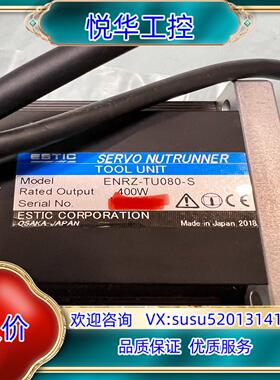 悦华工控
ESTIC SERVO NUTRUNNER
TOOL UNIT
Model ENRZ-TU080-S
Rated Output 400W
Serial No.
ESTIC CORPORATION
OSAKA-JAPAN
Made in Japan 2018
价
欢迎咨询 VX:susu52013141
品质保证 服务保障